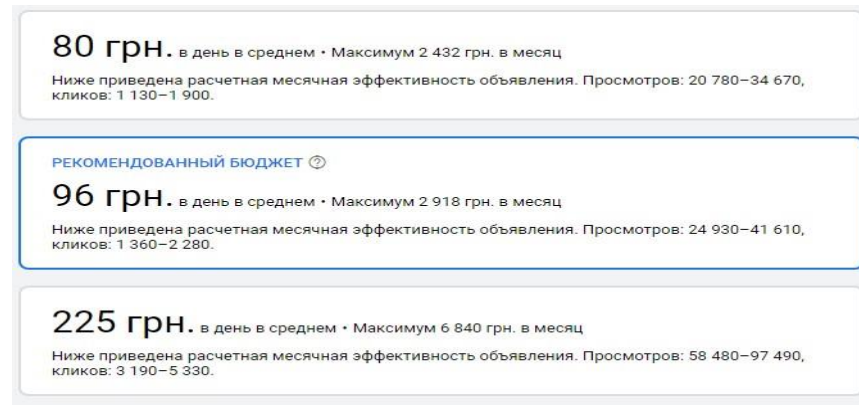 80 грн. в день в среднем • Максимум 2 432 грн. в месяц
Ниже приведена расчетная месячная эффективность объявления. Просмотров: 20 780–34 670,
кликов: 1 130–1 900.
РЕКОМЕНДОВАННЫЙ БЮДЖЕТ ?
96 грн. в день в среднем • Максимум 2 918 грн. в месяц
Ниже приведена расчетная месячная эффективность объявления. Просмотров: 24 930–41 610,
кликов: 1 360–2 280.
225 грн. в день в среднем • Максимум 6 840 грн. в месяц
Ниже приведена расчетная месячная эффективность объявления. Просмотров: 58 480–97 490,
кликов: 3 190–5 330.